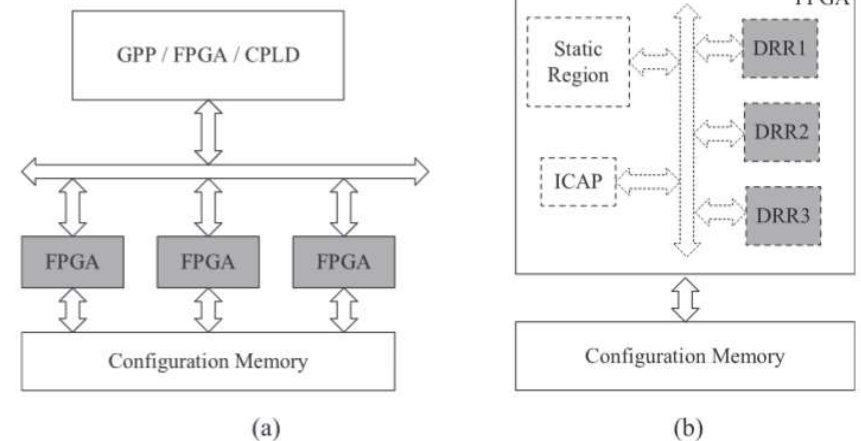 GPP / FPGA / CPLD
FPGA
FPGA
FPGA
Configuration Memory
(a)
FPGA
Static
Region
DRR1
DRR2
ICAP
DRR3
Configuration Memory
(b)